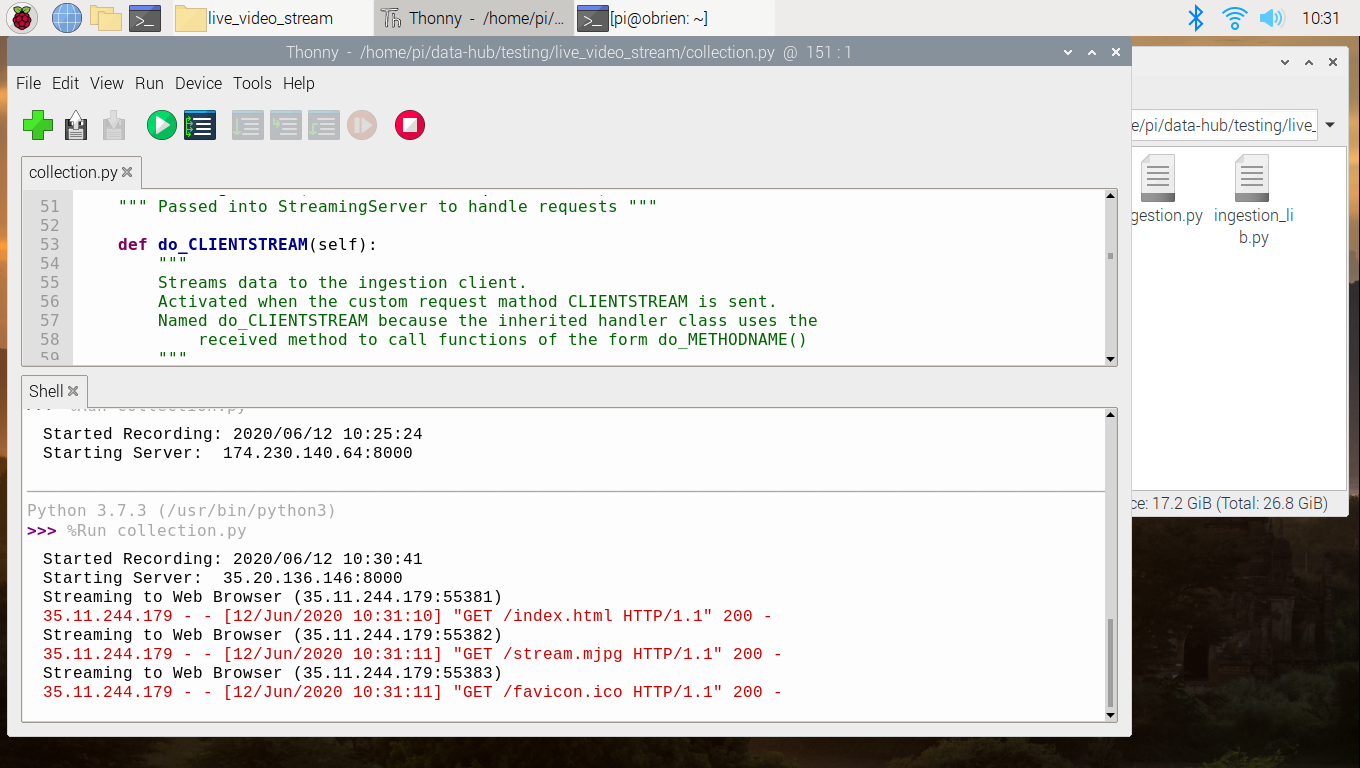 live_video_stream
Thonny - /home/pi/...
[pi@obrien: ~]
10:31
Thonny - /home/pi/data-hub/testing/live_video_stream/collection.py @ 151 : 1
File Edit View Run Device Tools Help
e/pi/data-hub/testing/live_
collection.py
51 """ Passed into StreamingServer to handle requests """
52
53 def do_CLIENTSTREAM(self):
54 """
55 Streams data to the ingestion client.
56 Activated when the custom request mathod CLIENTSTREAM is sent.
57 Named do_CLIENTSTREAM because the inherited handler class uses the
58 received method to call functions of the form do_METHODNAME()
59 """
gestion.py
ingestion_li
b.py
Shell
%Run collection.py
Started Recording: 2020/06/12 10:25:24
Starting Server: 174.230.140.64:8000
Python 3.7.3 (/usr/bin/python3)
>>> %Run collection.py
Started Recording: 2020/06/12 10:30:41
Starting Server: 35.20.136.146:8000
Streaming to Web Browser (35.11.244.179:55381)
35.11.244.179 - - [12/Jun/2020 10:31:10] "GET /index.html HTTP/1.1" 200 -
Streaming to Web Browser (35.11.244.179:55382)
35.11.244.179 - - [12/Jun/2020 10:31:11] "GET /stream.mjpg HTTP/1.1" 200 -
Streaming to Web Browser (35.11.244.179:55383)
35.11.244.179 - - [12/Jun/2020 10:31:11] "GET /favicon.ico HTTP/1.1" 200 -
ce: 17.2 GiB (Total: 26.8 GiB)